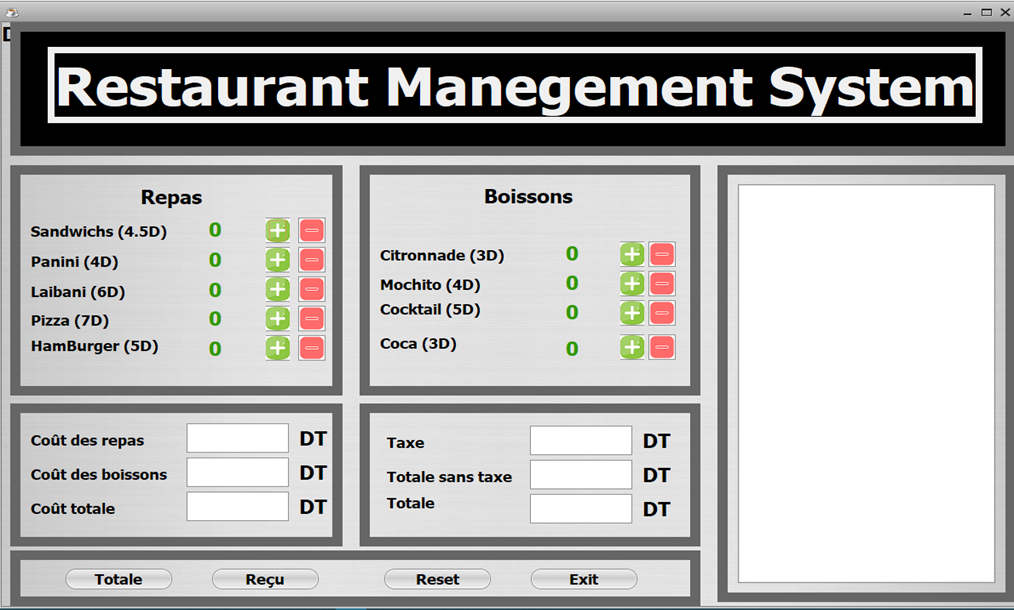 D
Restaurant Manegement System
Repas
Sandwichs (4.5D) 0
Panini (4D) 0
Laibani (6D) 0
Pizza (7D) 0
HamBurger (5D) 0
Boissons
Citronnade (3D) 0
Mochito (4D) 0
Cocktail (5D) 0
Coca (3D) 0
Coût des repas DT
Coût des boissons DT
Coût totale DT
Taxe DT
Totale sans taxe DT
Totale DT
Totale Reçu Reset Exit